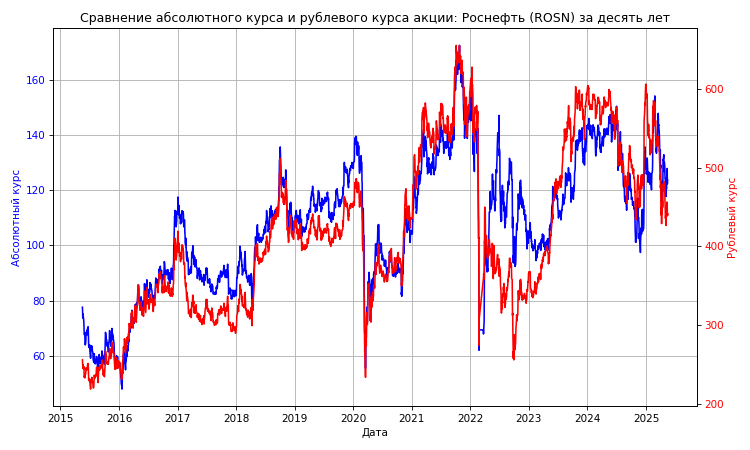 Сравнение абсолютного курса и рублевого курса акции: Роснефть (ROSN) за десять лет
Абсолютный курс
160
140
120
100
80
60
600
500
400
300
200
Рублевый курс
2015 2016 2017 2018 2019 2020 2021 2022 2023 2024 2025
Дата